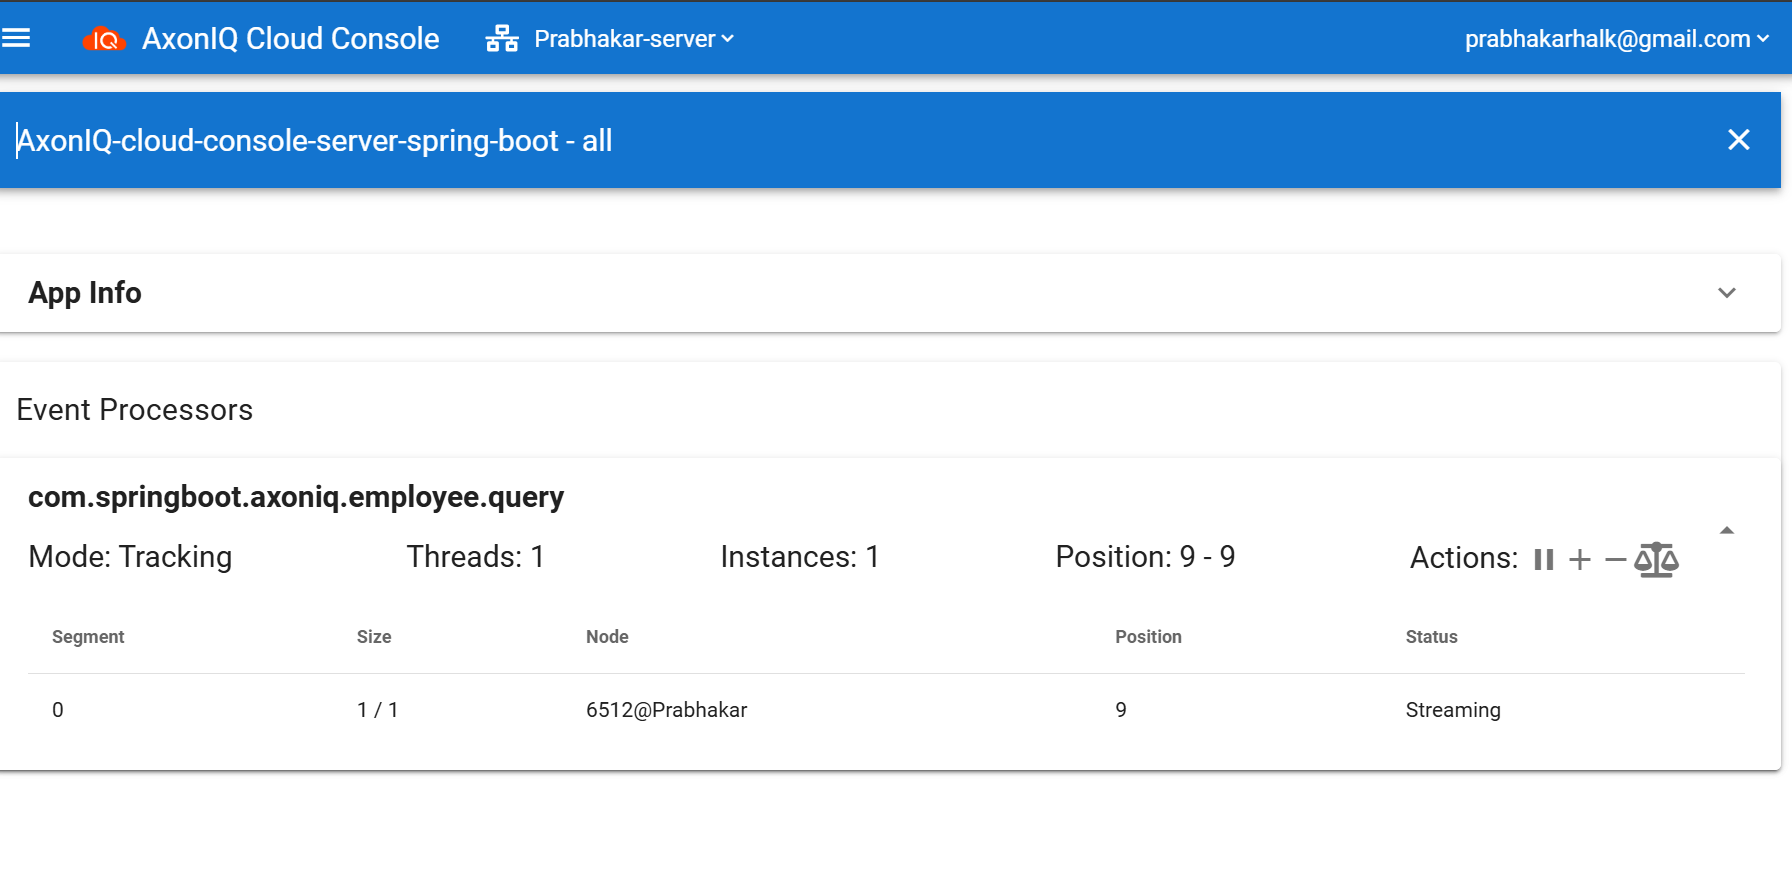 IQ AxonIQ Cloud Console Prabhakar-server prabhakarhalk@gmail.com
AxonIQ-cloud-console-server-spring-boot - all
App Info
Event Processors
com.springboot.axoniq.employee.query
Mode: Tracking Threads: 1 Instances: 1 Position: 9 - 9 Actions:
Segment Size Node Position Status
0 1 / 1 6512@Prabhakar 9 Streaming